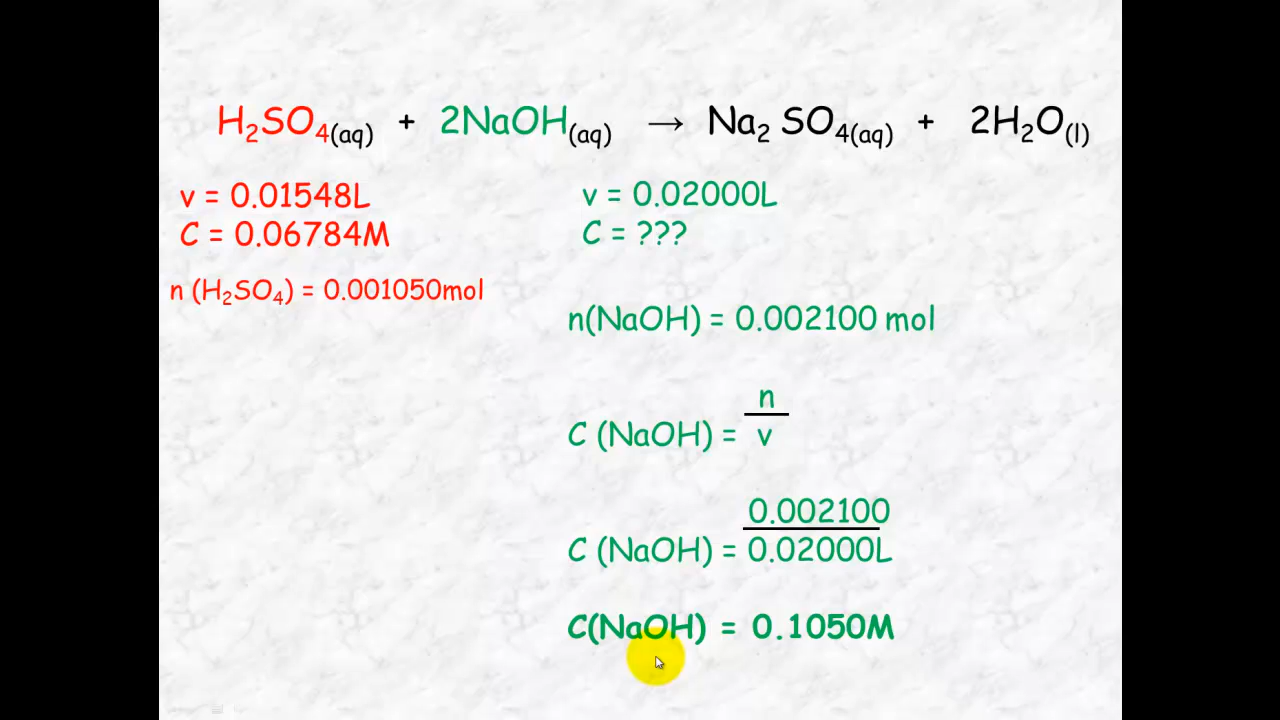 H₂SO₄(aq) + 2NaOH(aq) → Na₂ SO₄(aq) + 2H₂O(l)
v = 0.01548L
C = 0.06784M
n (H₂SO₄) = 0.001050mol
v = 0.02000L
C = ???
n(NaOH) = 0.002100 mol
n
C (NaOH) = v
0.002100
C (NaOH) = 0.02000L
C(NaOH) = 0.1050M